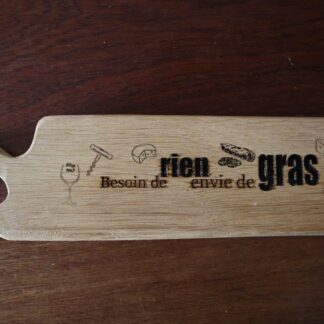 Besoin de rien envie de gras